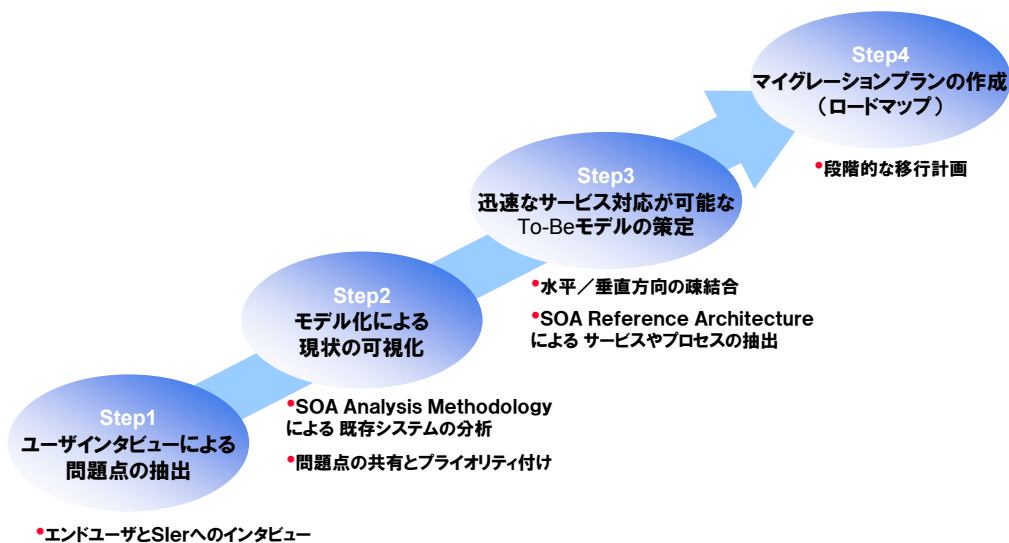 Step1
ユーザインタビューによる
問題点の抽出
•エンドユーザとSIerへのインタビュー
Step2
モデル化による
現状の可視化
•SOA Analysis Methodology
による 既存システムの分析
•問題点の共有とプライオリティ付け
Step3
迅速なサービス対応が可能な
To-Beモデルの策定
•水平／垂直方向の疎結合
•SOA Reference Architecture
による サービスやプロセスの抽出
Step4
マイグレーションプランの作成
（ロードマップ）
•段階的な移行計画